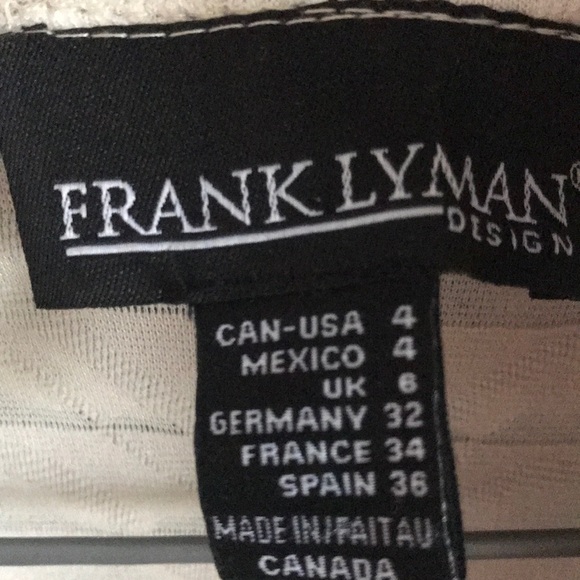 FRANK LYMAN®
DESIGN
CAN-USA 4
MEXICO 4
UK 6
GERMANY 32
FRANCE 34
SPAIN 36
MADE IN/FAIT AU
CANADA